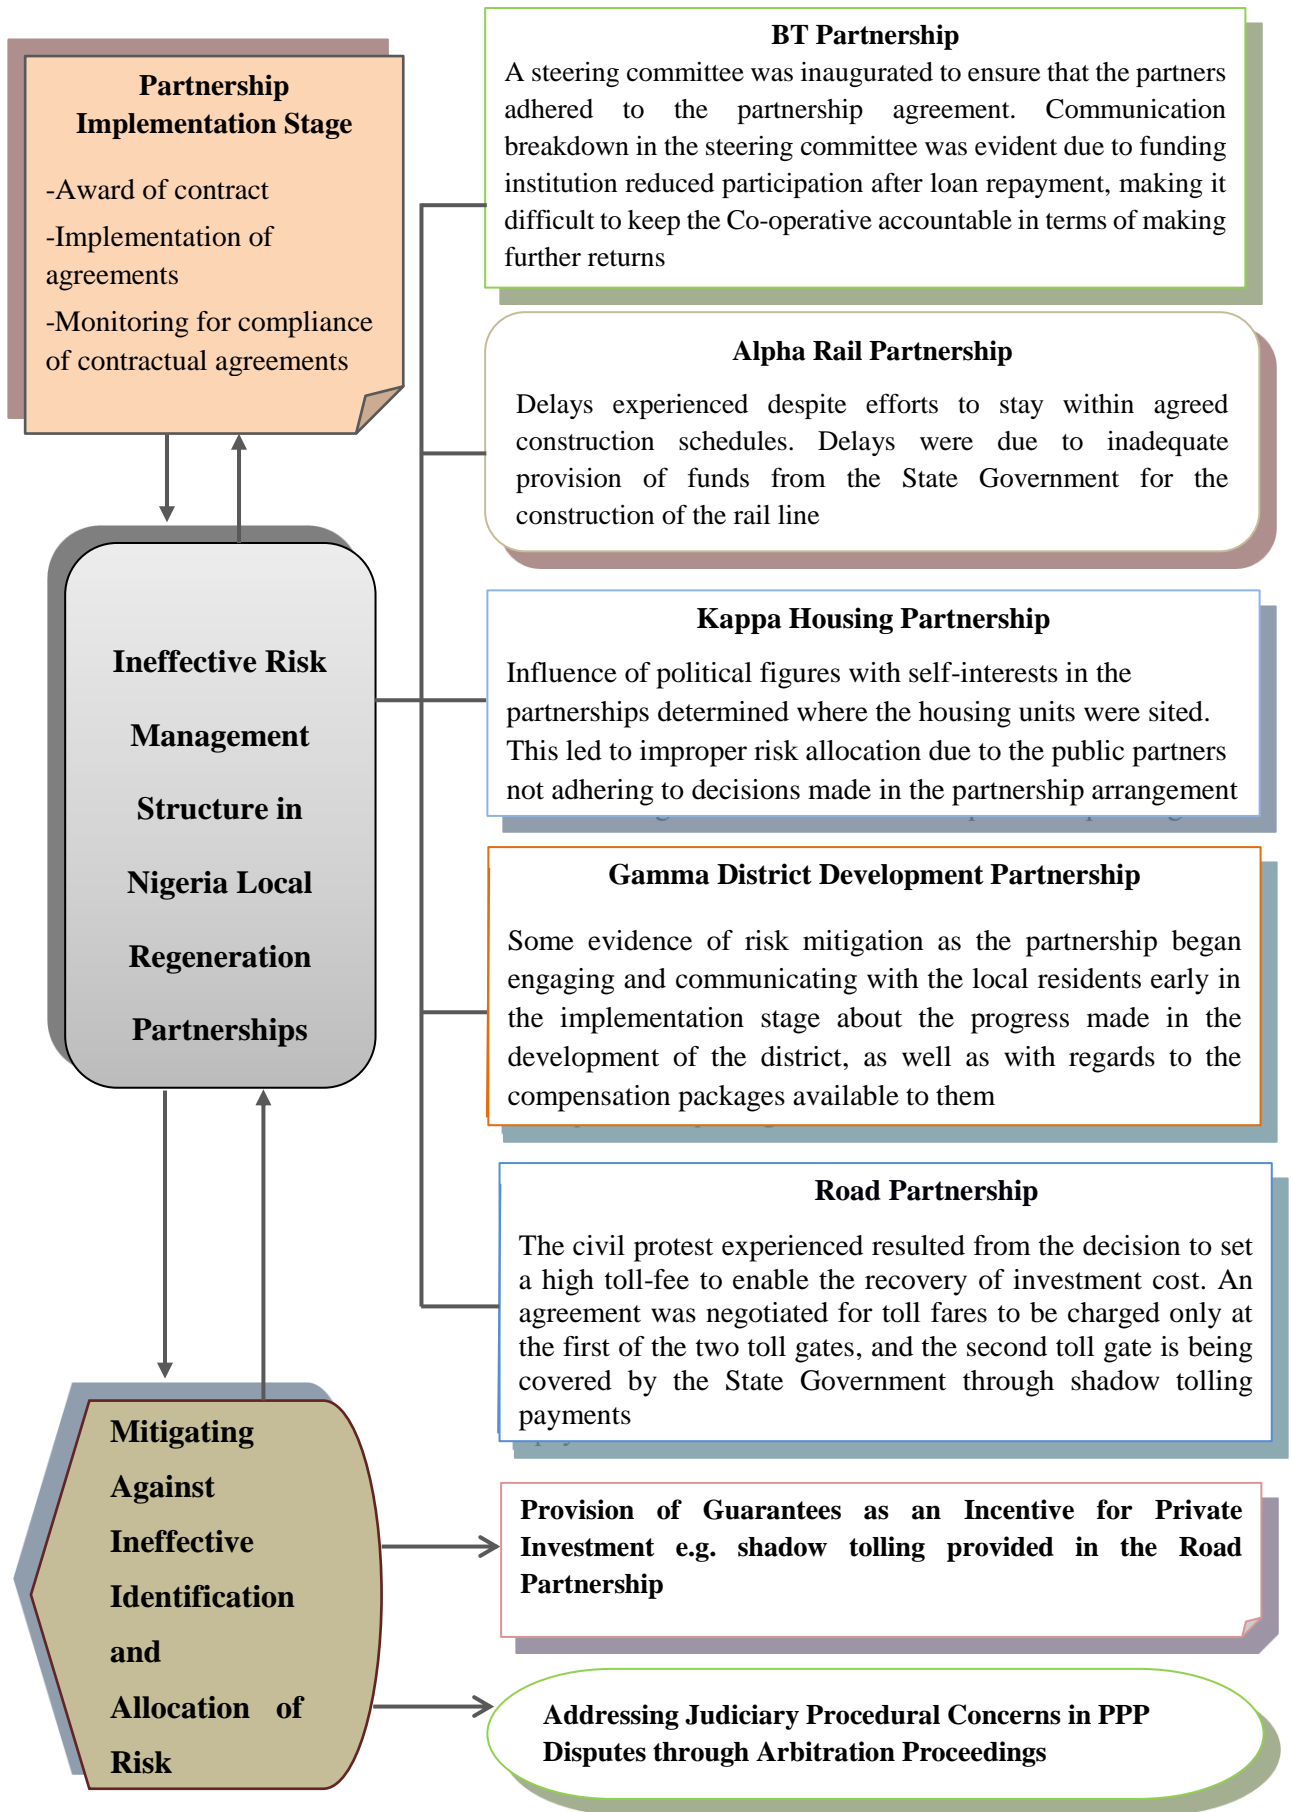 Partnership
Implementation Stage
-Award of contract
-Implementation of
agreements
-Monitoring for compliance
of contractual agreements
Ineffective Risk
Management
Structure in
Nigeria Local
Regeneration
Partnerships
Mitigating
Against
Ineffective
Identification
and
Allocation of
Risk
BT Partnership
A steering committee was inaugurated to ensure that the partners
adhered to the partnership agreement. Communication
breakdown in the steering committee was evident due to funding
institution reduced participation after loan repayment, making it
difficult to keep the Co-operative accountable in terms of making
further returns
Alpha Rail Partnership
Delays experienced despite efforts to stay within agreed
construction schedules. Delays were due to inadequate
provision of funds from the State Government for the
construction of the rail line
Kappa Housing Partnership
Influence of political figures with self-interests in the
partnerships determined where the housing units were sited.
This led to improper risk allocation due to the public partners
not adhering to decisions made in the partnership arrangement
Gamma District Development Partnership
Some evidence of risk mitigation as the partnership began
engaging and communicating with the local residents early in
the implementation stage about the progress made in the
development of the district, as well as with regards to the
compensation packages available to them
Road Partnership
The civil protest experienced resulted from the decision to set
a high toll-fee to enable the recovery of investment cost. An
agreement was negotiated for toll fares to be charged only at
the first of the two toll gates, and the second toll gate is being
covered by the State Government through shadow tolling
payments
Provision of Guarantees as an Incentive for Private
Investment e.g. shadow tolling provided in the Road
Partnership
Addressing Judiciary Procedural Concerns in PPP
Disputes through Arbitration Proceedings